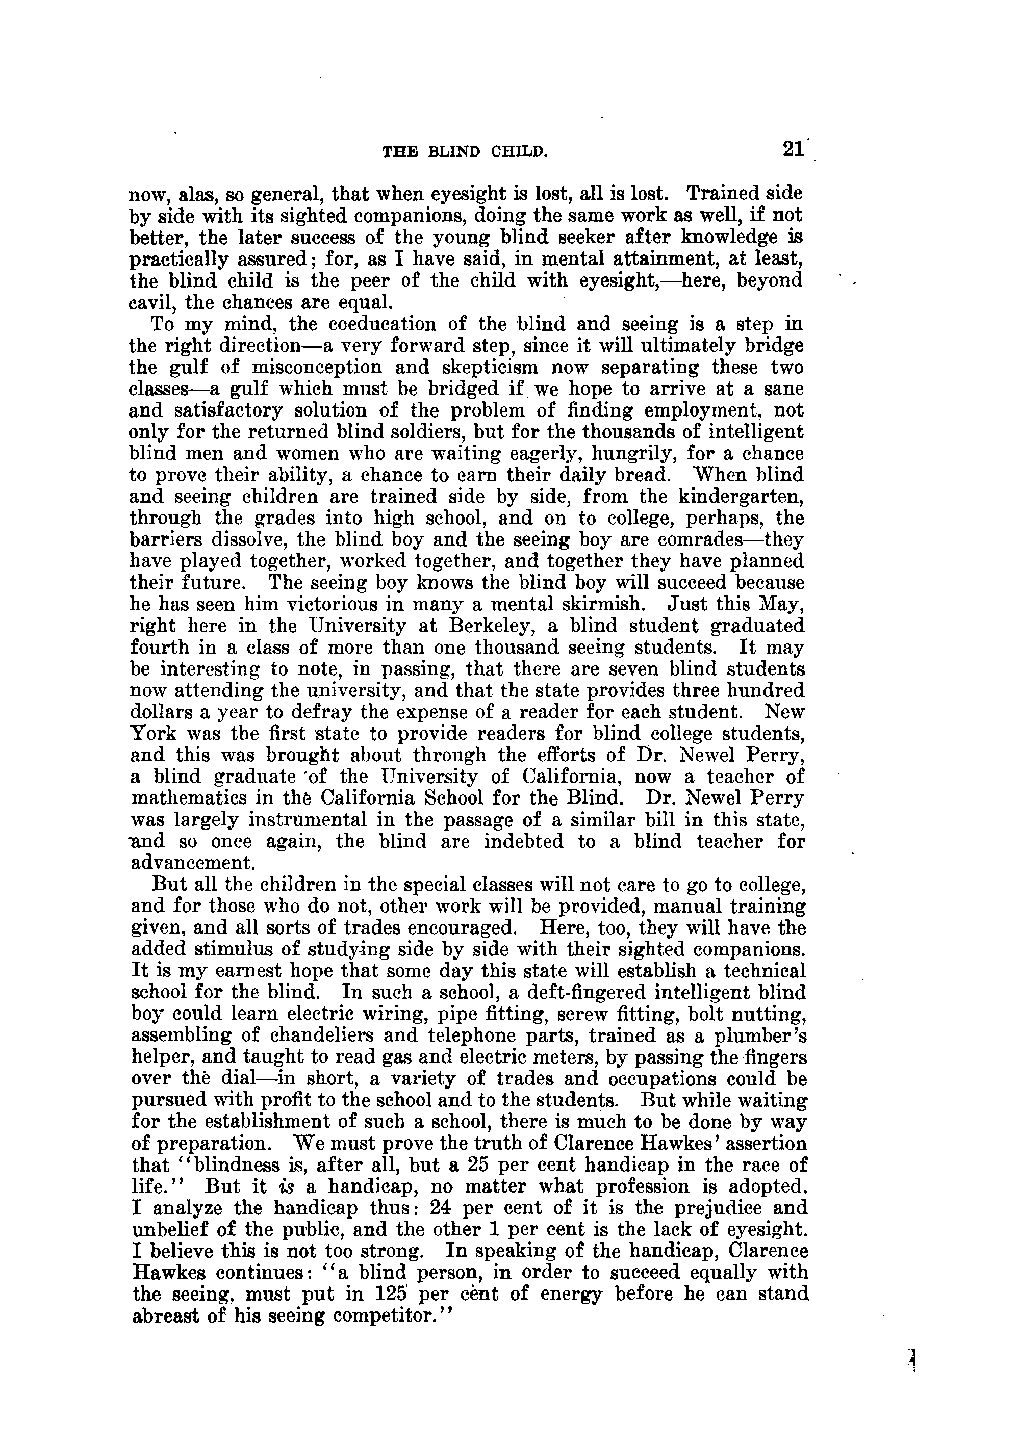 THE BLIND CHILD. 21
now, alas, so general, that when eyesight is lost, all is lost. Trained side
by side with its sighted companions, doing the same work as well, if not
better, the later success of the young blind seeker after knowledge is
practically assured; for, as I have said, in mental attainment, at least,
the blind child is the peer of the child with eyesight,—here, beyond
cavil, the chances are equal.
To my mind, the coeducation of the blind and seeing is a step in
the right direction—a very forward step, since it will ultimately bridge
the gulf of misconception and skepticism now separating these two
classes—a gulf which must be bridged if we hope to arrive at a sane
and satisfactory solution of the problem of finding employment, not
only for the returned blind soldiers, but for the thousands of intelligent
blind men and women who are waiting eagerly, hungrily, for a chance
to prove their ability, a chance to earn their daily bread. When blind
and seeing children are trained side by side, from the kindergarten,
through the grades into high school, and on to college, perhaps, the
barriers dissolve, the blind boy and the seeing boy are comrades—they
have played together, worked together, and together they have planned
their future. The seeing boy knows the blind boy will succeed because
he has seen him victorious in many a mental skirmish. Just this May,
right here in the University at Berkeley, a blind student graduated
fourth in a class of more than one thousand seeing students. It may
be interesting to note, in passing, that there are seven blind students
now attending the university, and that the state provides three hundred
dollars a year to defray the expense of a reader for each student. New
York was the first state to provide readers for blind college students,
and this was brought about through the efforts of Dr. Newel Perry,
a blind graduate of the University of California, now a teacher of
mathematics in the California School for the Blind. Dr. Newel Perry
was largely instrumental in the passage of a similar bill in this state,
and so once again, the blind are indebted to a blind teacher for
advancement.
But all the children in the special classes will not care to go to college,
and for those who do not, other work will be provided, manual training
given, and all sorts of trades encouraged. Here, too, they will have the
added stimulus of studying side by side with their sighted companions.
It is my earnest hope that some day this state will establish a technical
school for the blind. In such a school, a deft-fingered intelligent blind
boy could learn electric wiring, pipe fitting, screw fitting, bolt nutting,
assembling of chandeliers and telephone parts, trained as a plumber's
helper, and taught to read gas and electric meters, by passing the fingers
over the dial—in short, a variety of trades and occupations could be
pursued with profit to the school and to the students. But while waiting
for the establishment of such a school, there is much to be done by way
of preparation. We must prove the truth of Clarence Hawkes' assertion
that "blindness is, after all, but a 25 per cent handicap in the race of
life." But it is a handicap, no matter what profession is adopted.
I analyze the handicap thus: 24 per cent of it is the prejudice and
unbelief of the public, and the other 1 per cent is the lack of eyesight.
I believe this is not too strong. In speaking of the handicap, Clarence
Hawkes continues: "a blind person, in order to succeed equally with
the seeing, must put in 125 per cent of energy before he can stand
abreast of his seeing competitor."